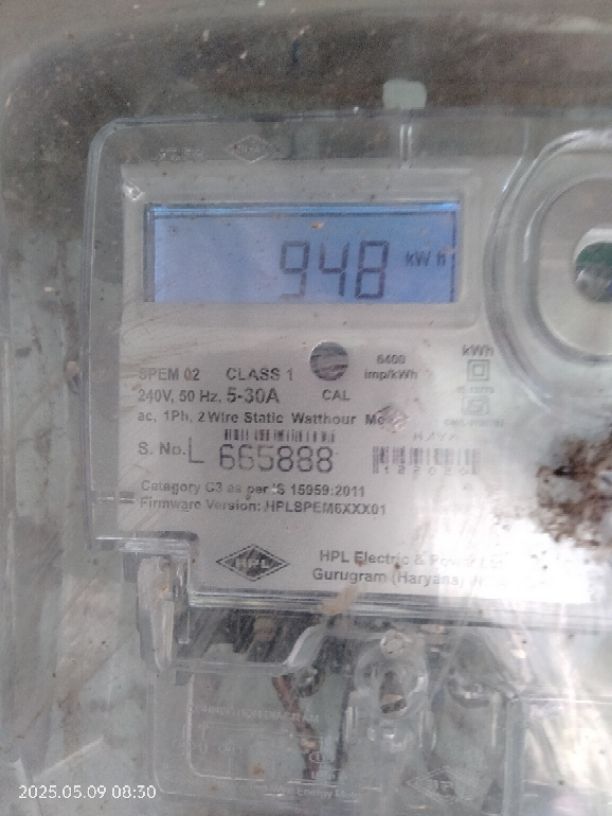 948 kWh
SPEM 02 CLASS 1
6400 imp/kWh
kWh
240V, 50 Hz, 5-30A CAL
ac, 1Ph, 2 Wire Static Watthour
S. No. L 665888
Category C3 as per IS 15959:2011
Firmware Version: HPLSPEM6XXX01
HPL
HPL Electric & Power
Gurugram (Haryana)
2025.05.09 08:30